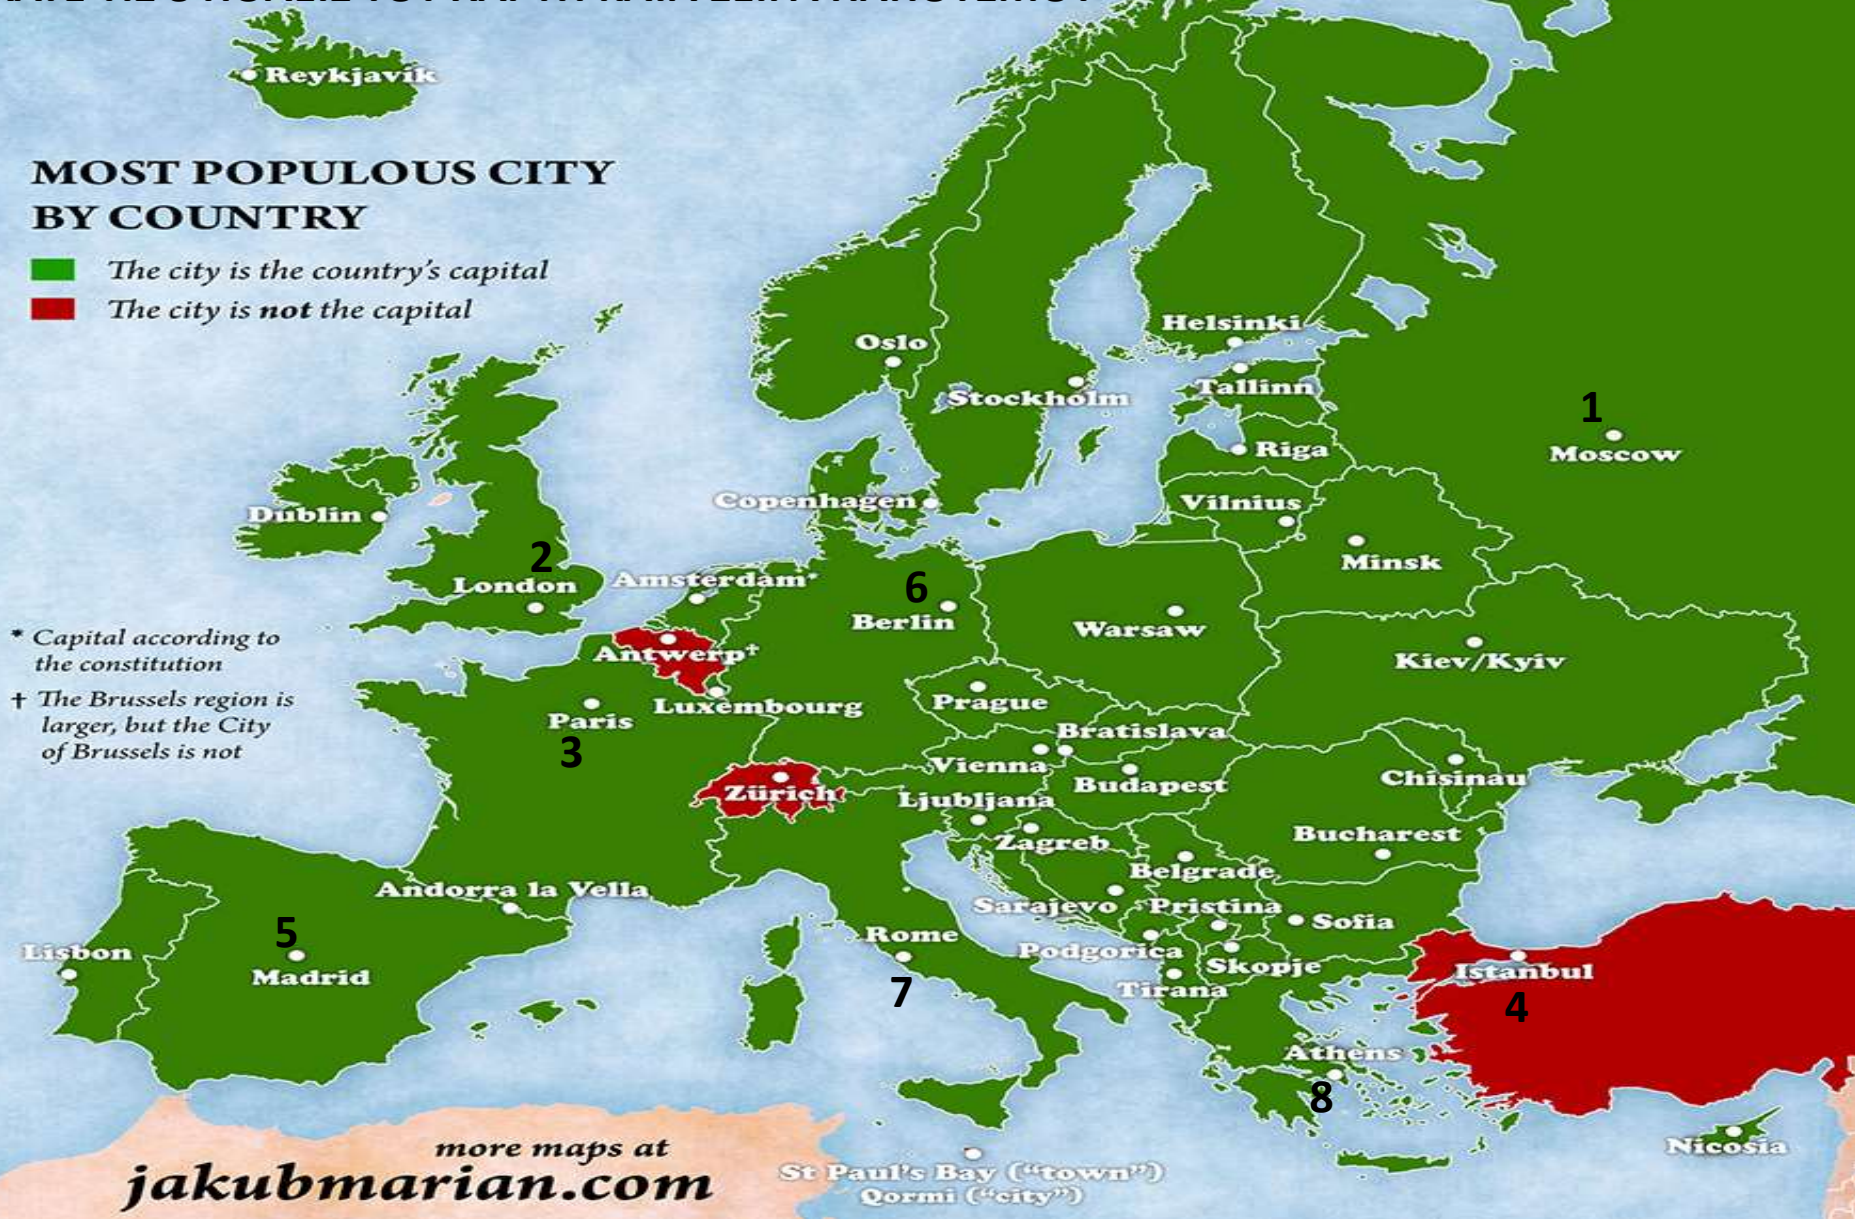 Reykjavík
MOST POPULOUS CITY
BY COUNTRY
The city is the country's capital
The city is not the capital
Helsinki
Oslo
Tallinn
Stockholm
1
Riga
Moscow
Copenhagen
Vilnius
Dublin
2
Minsk
London
Amsterdam*
6
Berlin
Warsaw
* Capital according to
the constitution
Antwerp†
Kiev/Kyiv
† The Brussels region is
larger, but the City
of Brussels is not
Luxembourg
Prague
Paris
3
Bratislava
Vienna
Chisinau
Budapest
Zürich
Ljubljana
Bucharest
Zagreb
Belgrade
Andorra la Vella
Sarajevo
Pristina
5
Sofia
Rome
Lisbon
Podgorica
Skopje
Istanbul
Madrid
Tirana
7
4
Athens
8
more maps at
jakubmarian.com
Nicosia
St Paul's Bay ("town")
Qormi ("city")